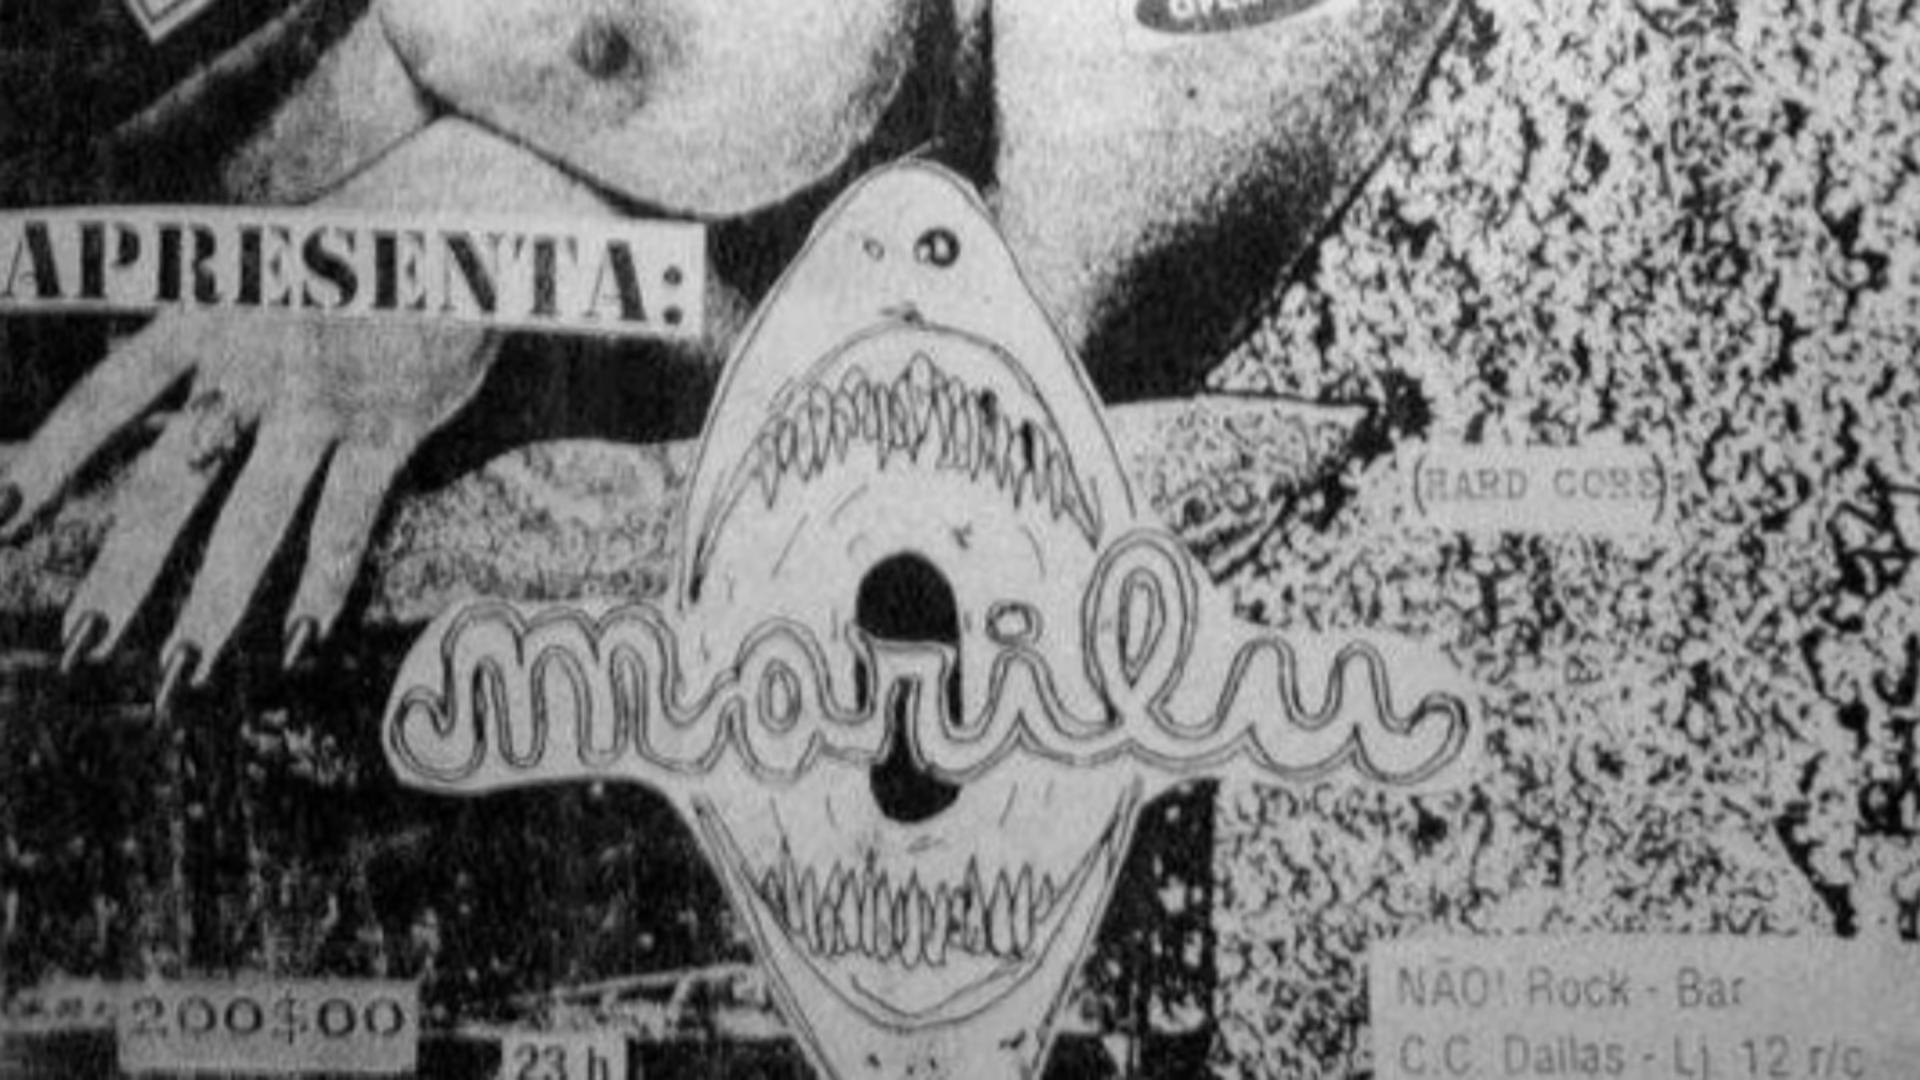 APRESENTA:
(HARD CORE)
marilu
200$00
23 h
NÃO! Rock - Bar
C.C. Dallas - Lj. 12 r/c